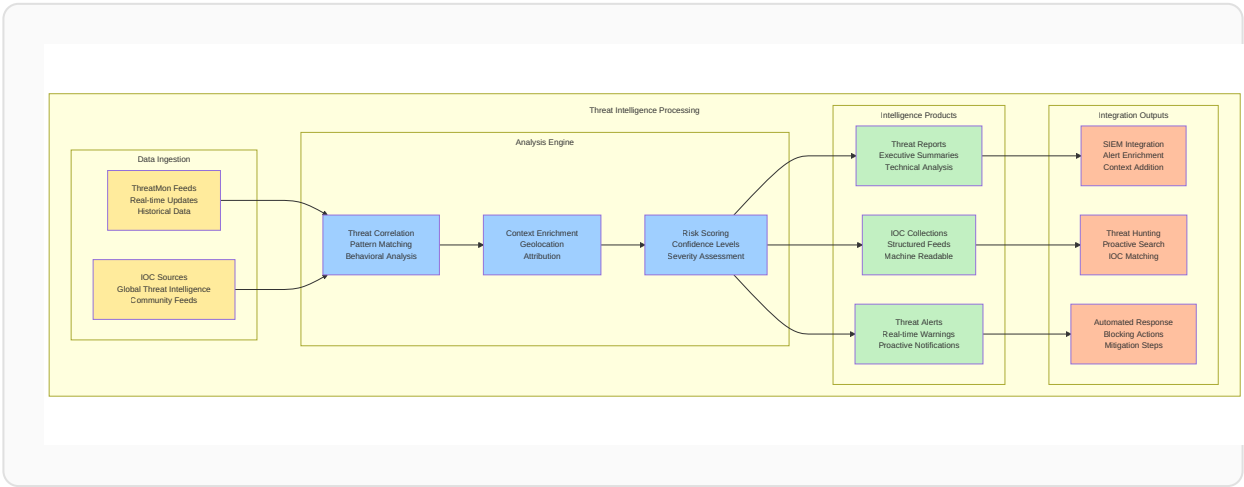 Threat Intelligence Processing
Data Ingestion
ThreatMon Feeds
Real-time Updates
Historical Data
IOC Sources
Global Threat Intelligence
Community Feeds
Analysis Engine
Threat Correlation
Pattern Matching
Behavioral Analysis
Context Enrichment
Geolocation
Attribution
Risk Scoring
Confidence Levels
Severity Assessment
Intelligence Products
Threat Reports
Executive Summaries
Technical Analysis
IOC Collections
Structured Feeds
Machine Readable
Threat Alerts
Real-time Warnings
Proactive Notifications
Integration Outputs
SIEM Integration
Alert Enrichment
Context Addition
Threat Hunting
Proactive Search
IOC Matching
Automated Response
Blocking Actions
Mitigation Steps